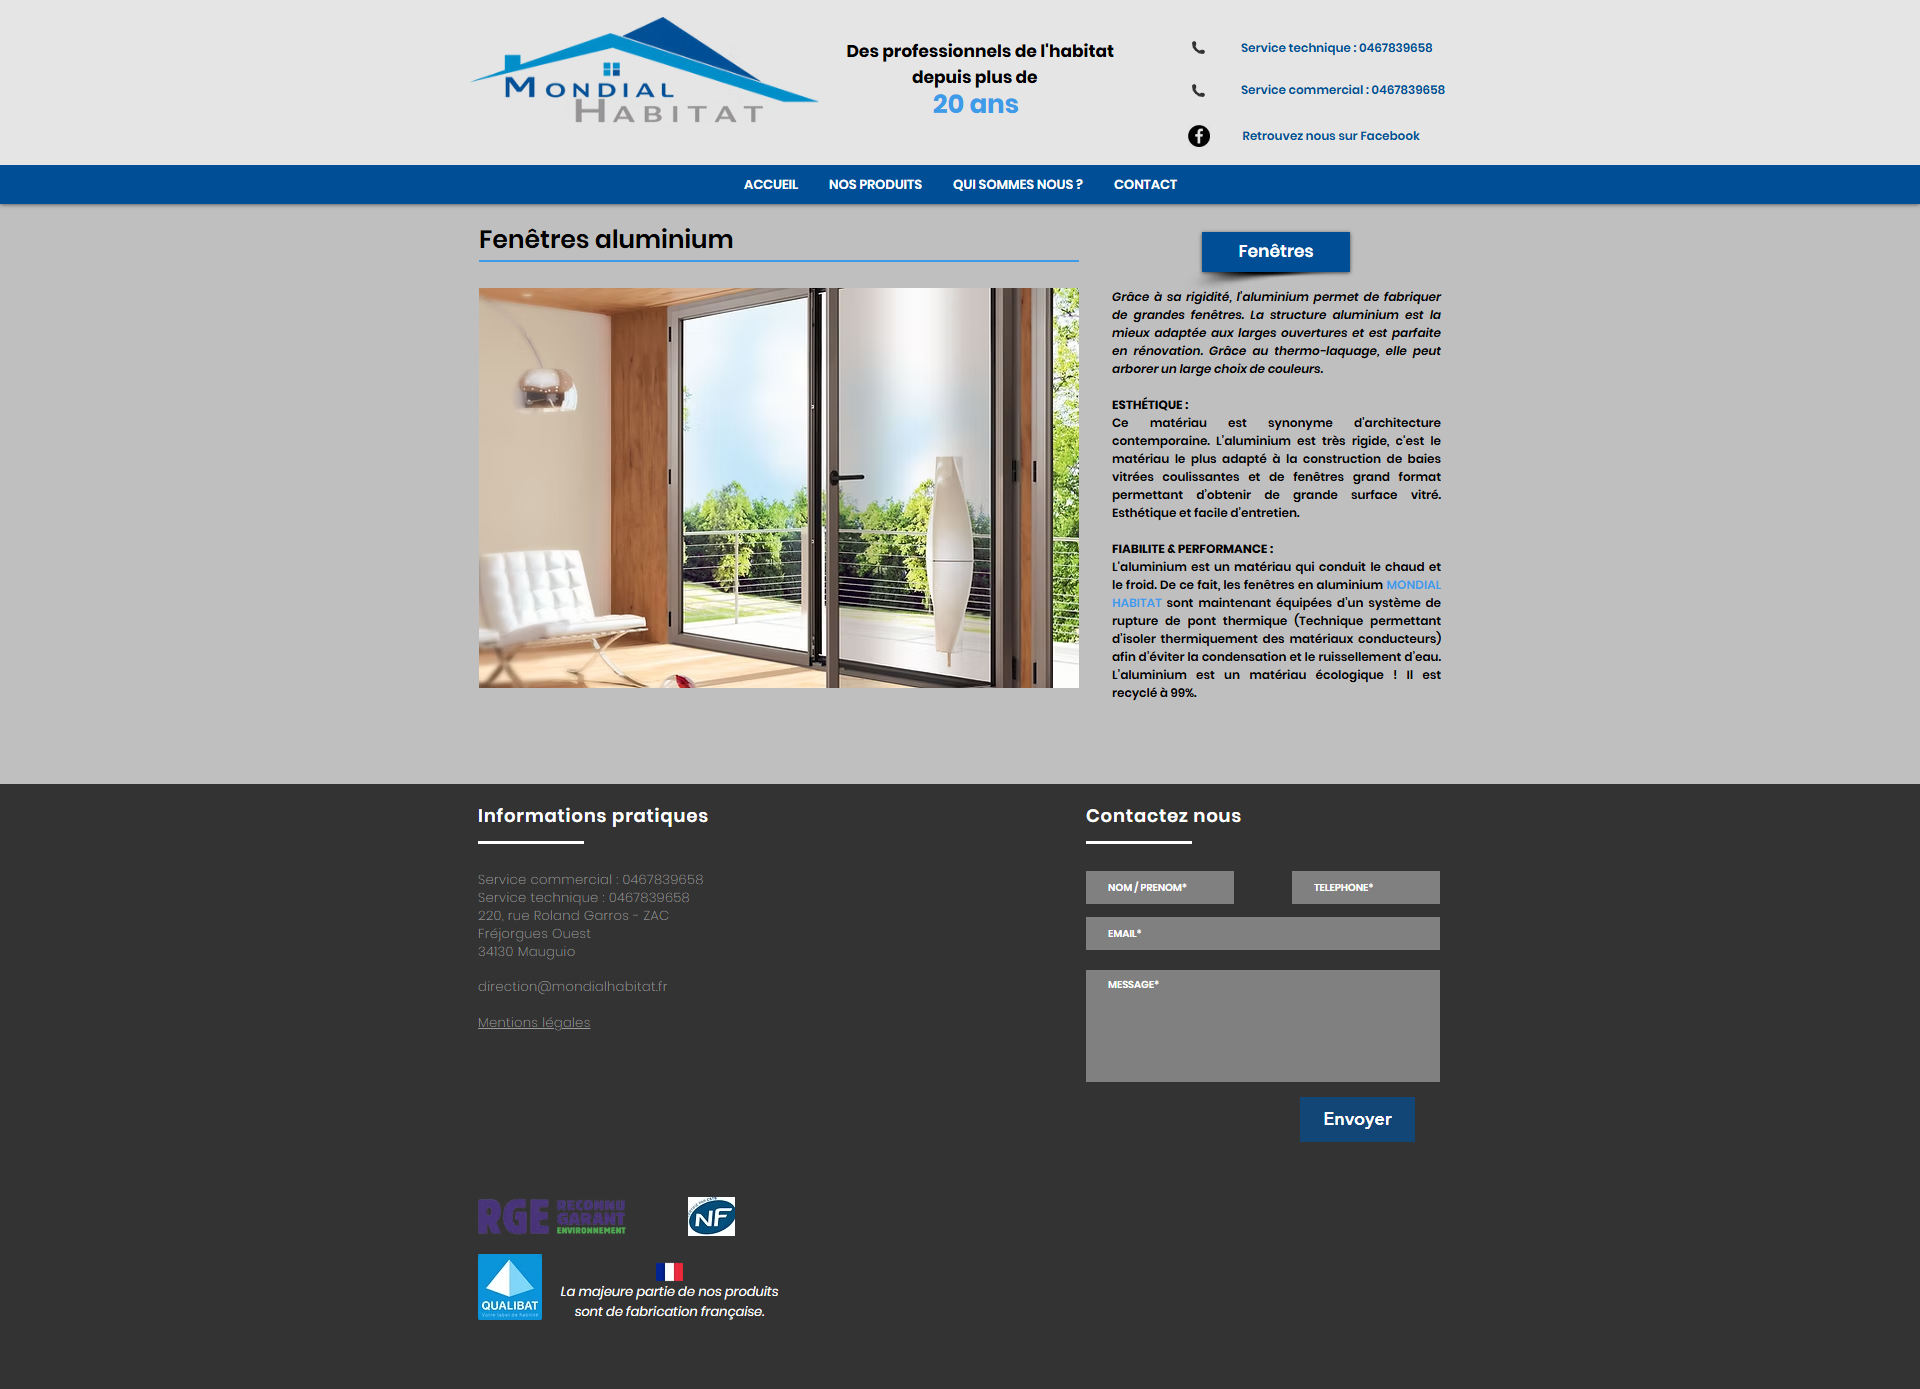 MONDIAL
HABITAT
Des professionnels de l'habitat
depuis plus de
20 ans
Service technique : 0467839658
Service commercial : 0467839658
Retrouvez nous sur Facebook
ACCUEIL NOS PRODUITS QUI SOMMES NOUS ? CONTACT
Fenêtres aluminium
Fenêtres
Grâce à sa rigidité, l'aluminium permet de fabriquer
de grandes fenêtres. La structure aluminium est la
mieux adaptée aux larges ouvertures et est parfaite
en rénovation. Grâce au thermo-laquage, elle peut
arborer un large choix de couleurs.
ESTHÉTIQUE :
Ce matériau est synonyme d'architecture
contemporaine. L'aluminium est très rigide, c'est le
matériau le plus adapté à la construction de baies
vitrées coulissantes et de fenêtres grand format
permettant d'obtenir de grande surface vitré.
Esthétique et facile d'entretien.
FIABILITE & PERFORMANCE :
L'aluminium est un matériau qui conduit le chaud et
le froid. De ce fait, les fenêtres en aluminium MONDIAL
HABITAT sont maintenant équipées d'un système de
rupture de pont thermique (Technique permettant
d'isoler thermiquement des matériaux conducteurs)
afin d'éviter la condensation et le ruissellement d'eau.
L'aluminium est un matériau écologique ! Il est
recyclé à 99%.
Informations pratiques
Service commercial : 0467839658
Service technique : 0467839658
220, rue Roland Garros - ZAC
Fréjorgues Ouest
34130 Mauguio
direction@mondialhabitat.fr
Mentions légales
Contactez nous
NOM / PRENOM* TELEPHONE*
EMAIL*
MESSAGE*
Envoyer
RGE RECONNU
GARANT
ENVIRONNEMENT
NF
QUALIBAT
La majeure partie de nos produits
sont de fabrication française.